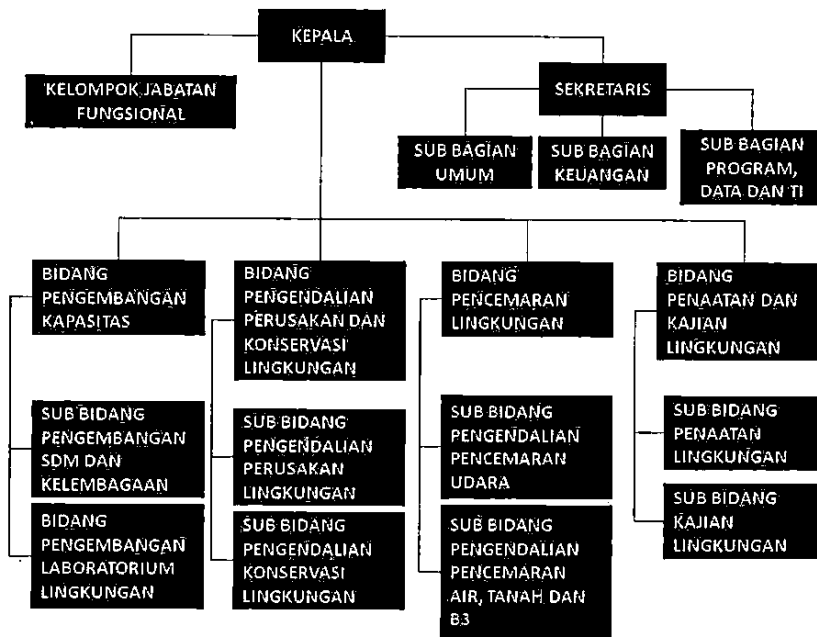 KEPALA
KELOMPOK JABATAN
FUNGSIONAL
SEKRETARIS
SUB BAGIAN
UMUM
SUB BAGIAN
KEUANGAN
SUB BAGIAN
PROGRAM,
DATA DAN TI
BIDANG
PENGEMBANGAN
KAPASITAS
BIDANG
PENGENDALIAN
PERUSAKAN DAN
KONSERVASI
LINGKUNGAN
BIDANG
PENCEMARAN
LINGKUNGAN
BIDANG
PENAATAN DAN
KAJIAN
LINGKUNGAN
SUB BIDANG
PENGEMBANGAN
SDM DAN
KELEMBAGAAN
SUB BIDANG
PENGENDALIAN
PERUSAKAN
LINGKUNGAN
SUB BIDANG
PENGENDALIAN
PENCEMARAN
UDARA
SUB BIDANG
PENAATAN
LINGKUNGAN
BIDANG
PENGEMBANGAN
LABORATORIUM
LINGKUNGAN
SUB BIDANG
PENGENDALIAN
KONSERVASI
LINGKUNGAN
SUB BIDANG
PENGENDALIAN
PENCEMARAN
AIR, TANAH DAN
B3
SUB BIDANG
KAJIAN
LINGKUNGAN